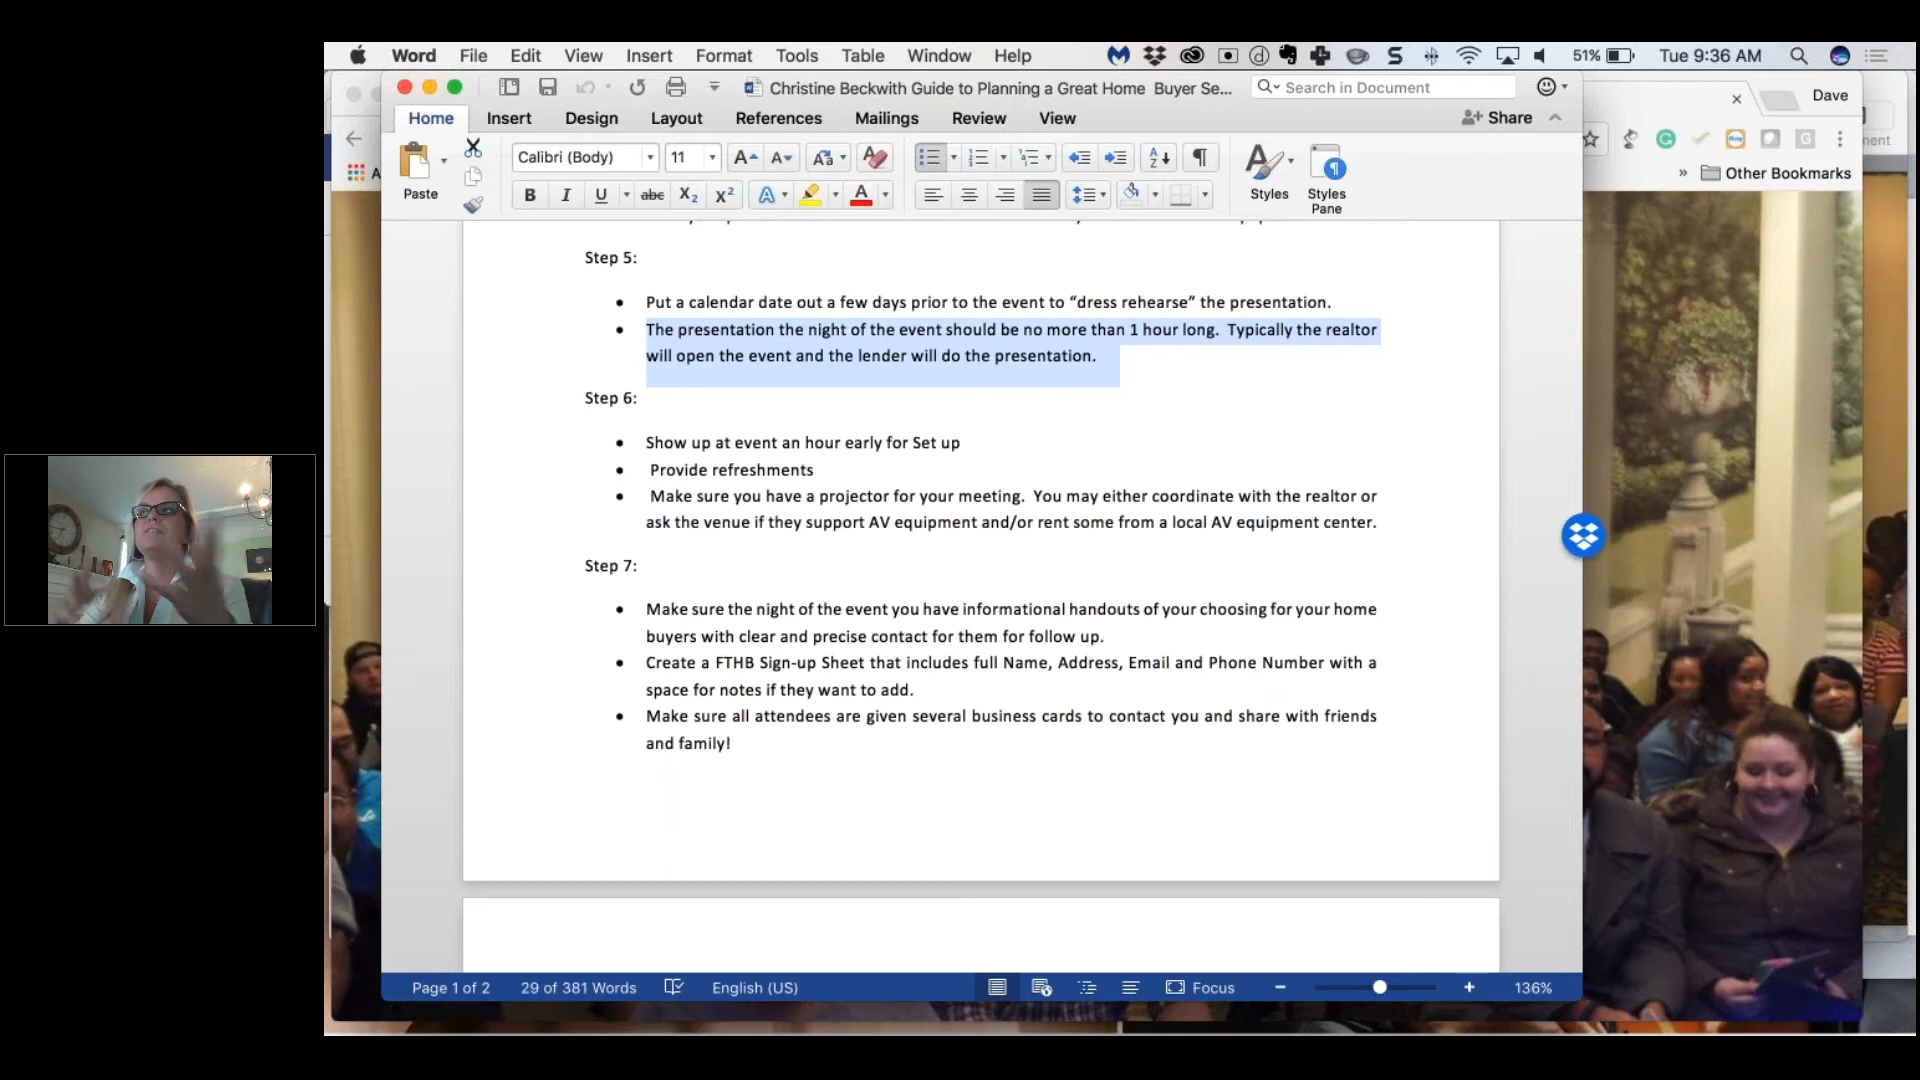 Word File Edit View Insert Format Tools Table Window Help 51% Tue 9:36 AM
Christine Beckwith Guide to Planning a Great Home Buyer Se... Search in Document
Dave
Home Insert Design Layout References Mailings Review View Share
Calibri (Body) 11
Paste Styles Styles
Pane
Other Bookmarks
Step 5:
• Put a calendar date out a few days prior to the event to “dress rehearse” the presentation.
• The presentation the night of the event should be no more than 1 hour long. Typically the realtor
will open the event and the lender will do the presentation.
Step 6:
• Show up at event an hour early for Set up
• Provide refreshments
• Make sure you have a projector for your meeting. You may either coordinate with the realtor or
ask the venue if they support AV equipment and/or rent some from a local AV equipment center.
Step 7:
• Make sure the night of the event you have informational handouts of your choosing for your home
buyers with clear and precise contact for them for follow up.
• Create a FTHB Sign-up Sheet that includes full Name, Address, Email and Phone Number with a
space for notes if they want to add.
• Make sure all attendees are given several business cards to contact you and share with friends
and family!
Page 1 of 2 29 of 381 Words English (US) Focus 136%